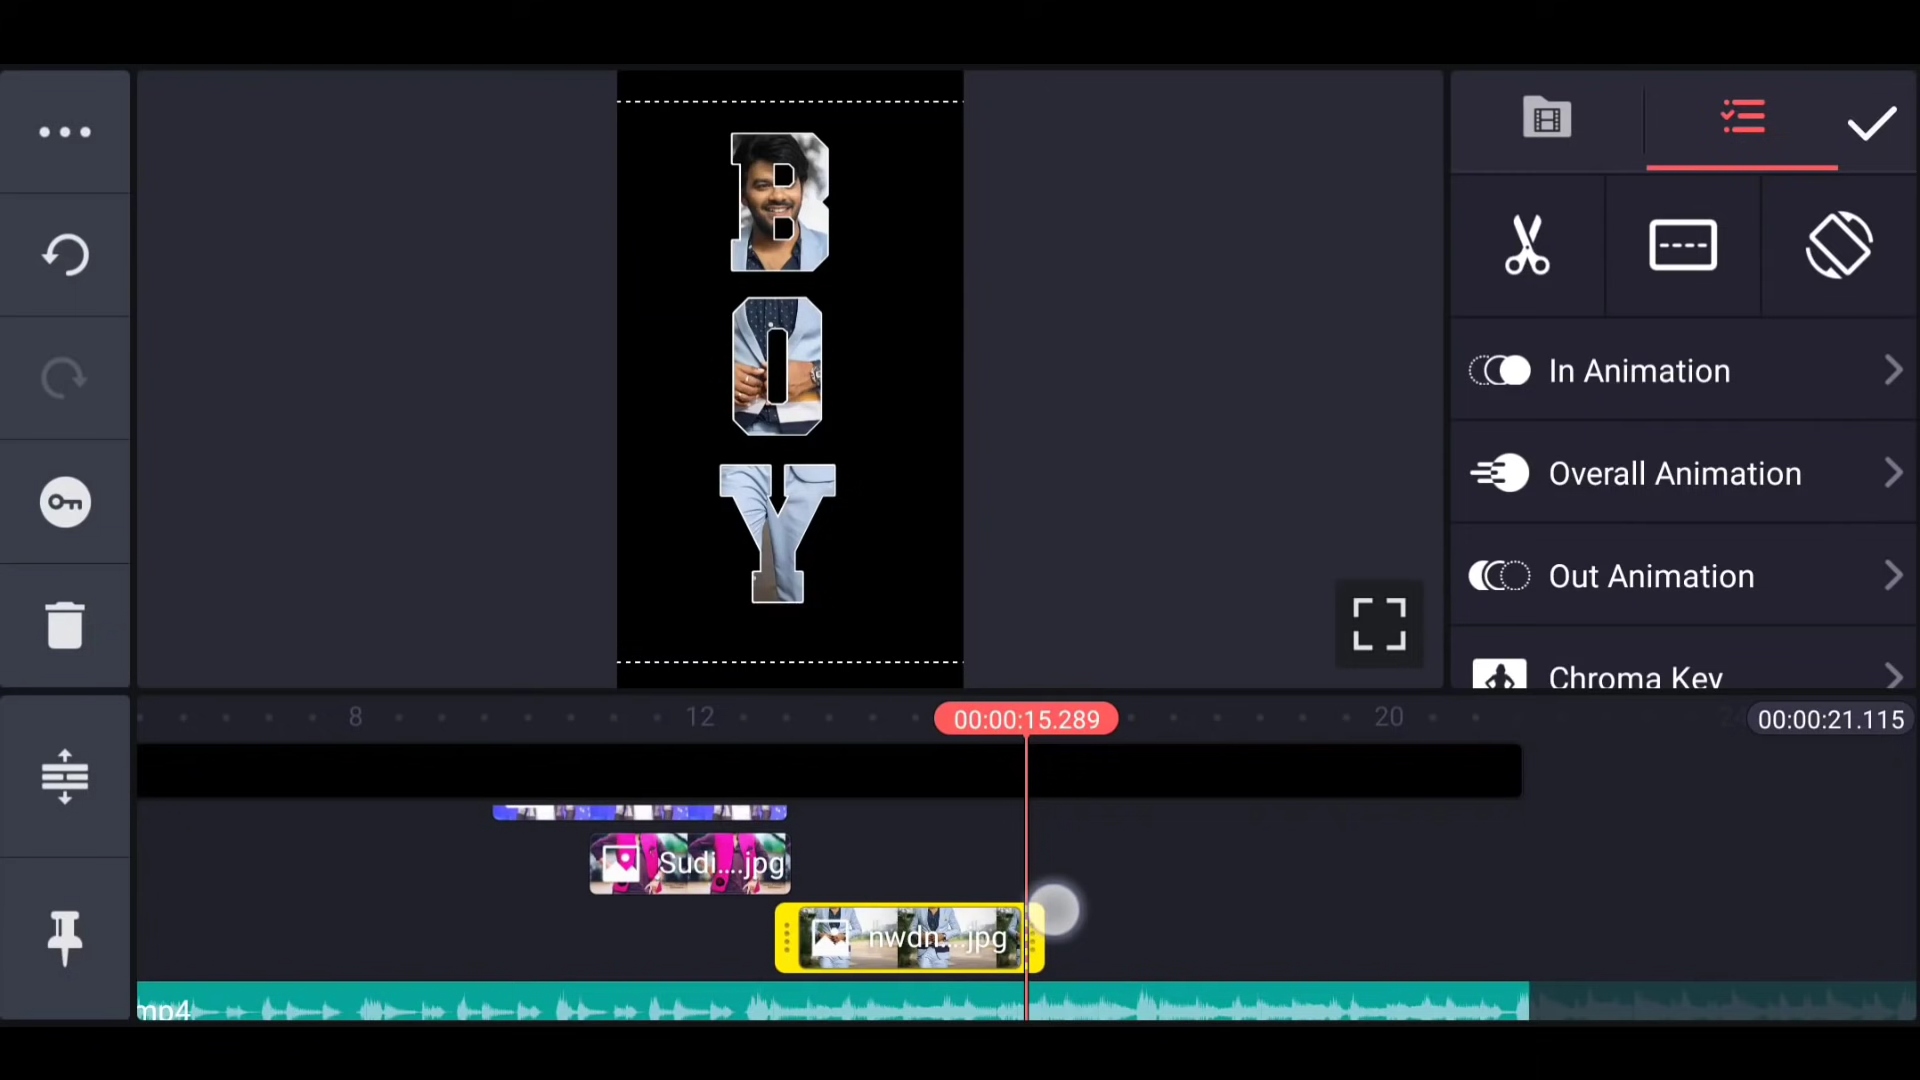 B
O
Y
In Animation
Overall Animation
Out Animation
Chroma Key
8
12
00:00:15.289
20
00:00:21.115
Sudi....jpg
nwdn....jpg
mp4